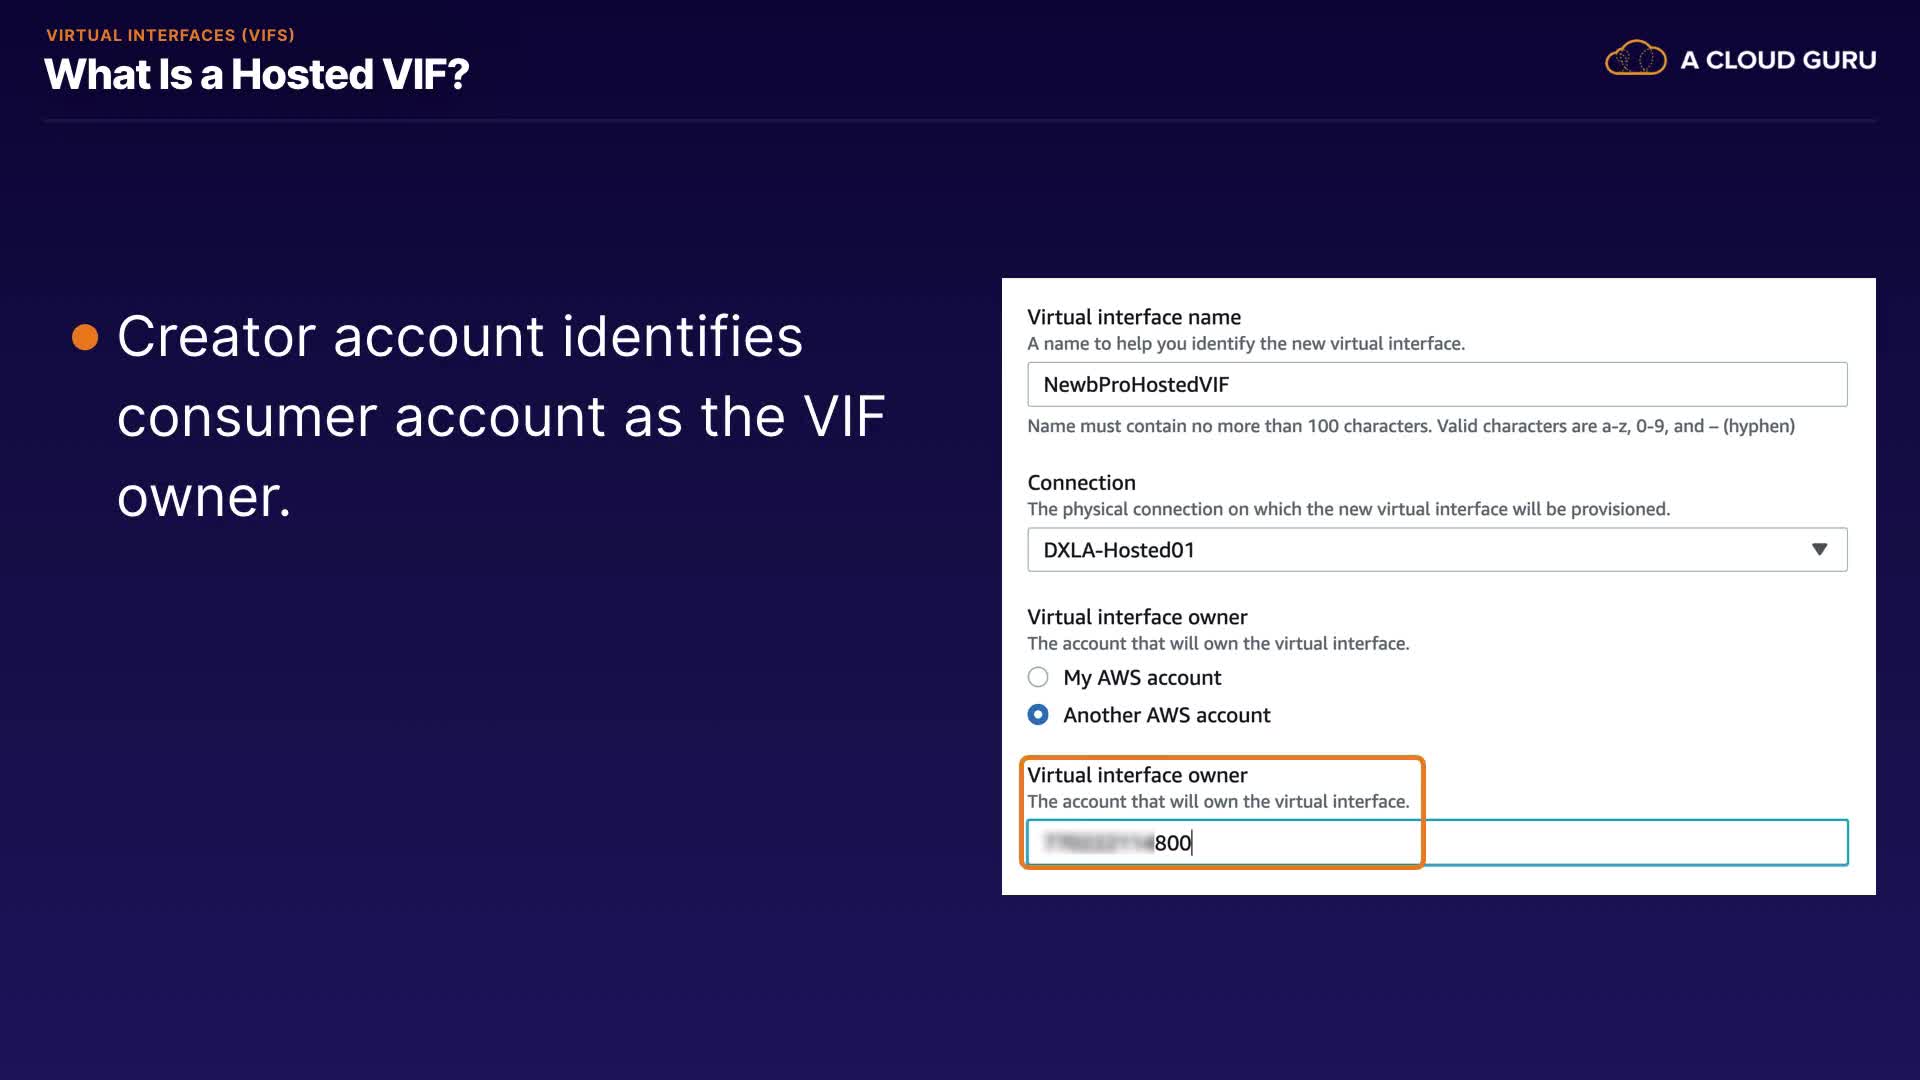 VIRTUAL INTERFACES (VIFS)
What Is a Hosted VIF?
A CLOUD GURU
Creator account identifies
consumer account as the VIF
owner.
Virtual interface name
A name to help you identify the new virtual interface.
NewbProHostedVIF
Name must contain no more than 100 characters. Valid characters are a-z, 0-9, and – (hyphen)
Connection
The physical connection on which the new virtual interface will be provisioned.
DXLA-Hosted01
Virtual interface owner
The account that will own the virtual interface.
My AWS account
Another AWS account
Virtual interface owner
The account that will own the virtual interface.
800